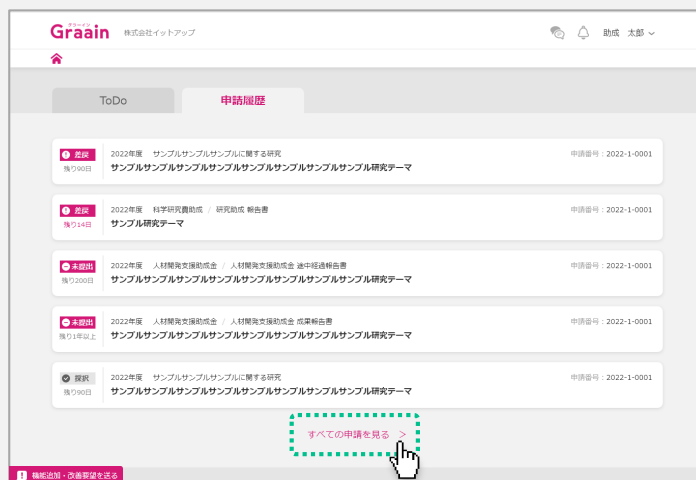 グラーイン
Graain 株式会社イットアップ 助成 太郎
ToDo 申請履歴
差戻 2022年度 サンプルサンプルサンプルに関する研究 申請番号：2022-1-0001
残り90日 サンプルサンプルサンプルサンプルサンプルサンプルサンプルサンプル研究テーマ
差戻 2022年度 科学研究費助成 / 研究助成 報告書 申請番号：2022-1-0001
残り14日 サンプル研究テーマ
未提出 2022年度 人材開発支援助成金 / 人材開発支援助成金 途中経過報告書 申請番号：2022-1-0001
残り200日 サンプルサンプルサンプルサンプルサンプルサンプルサンプルサンプル研究テーマ
未提出 2022年度 人材開発支援助成金 / 人材開発支援助成金 成果報告書 申請番号：2022-1-0001
残り1年以上 サンプルサンプルサンプルサンプルサンプルサンプルサンプルサンプル研究テーマ
採択 2022年度 サンプルサンプルサンプルに関する研究 申請番号：2022-1-0001
残り90日 サンプルサンプルサンプルサンプルサンプルサンプルサンプルサンプル研究テーマ
すべての申請を見る ＞
機能追加・改善要望を送る